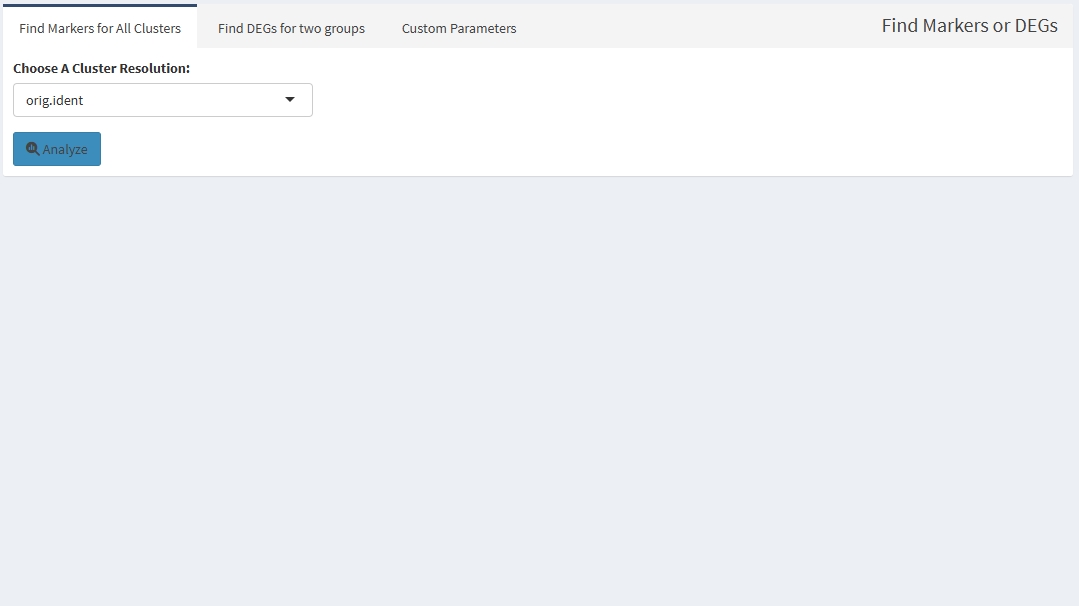 Find Markers for All Clusters
Find DEGs for two groups
Custom Parameters
Find Markers or DEGs
Choose A Cluster Resolution:
orig.ident
Analyze